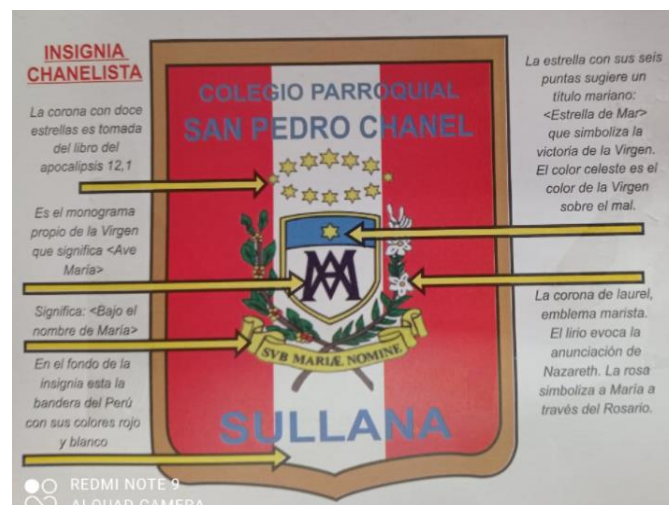 INSIGNIA
CHANELISTA
La corona con doce
estrellas es tomada
del libro del
apocalipsis 12,1
Es el monograma
propio de la Virgen
que significa <Ave
María>
Significa: <Bajo el
nombre de María>
En el fondo de la
insignia esta la
bandera del Perú
con sus colores rojo
y blanco
COLEGIO PARROQUIAL
SAN PEDRO CHANEL
SVB MARIÆ NOMINE
SULLANA
La estrella con sus seis
puntas sugiere un
título mariano:
<Estrella de Mar>
que simboliza la
victoria de la Virgen.
El color celeste es el
color de la Virgen
sobre el mal.
La corona de laurel,
emblema marista.
El lirio evoca la
anunciación de
Nazareth. La rosa
simboliza a María a
través del Rosario.
REDMI NOTE 9
AI QUAD CAMERA